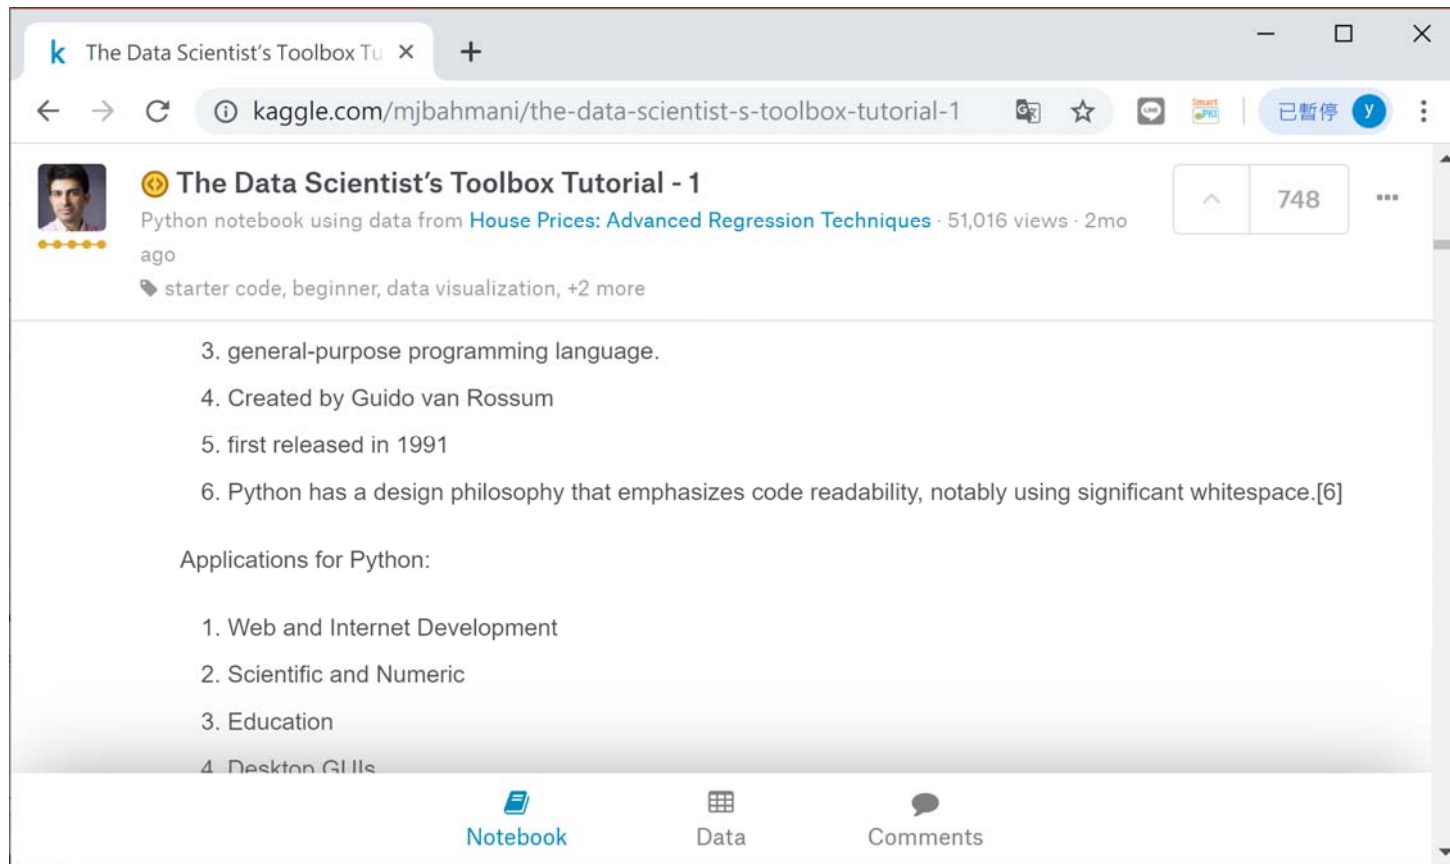 k The Data Scientist's Toolbox Tu
kaggle.com/mjbahmani/the-data-scientist-s-toolbox-tutorial-1 LINE Smart ePKI 已暫停 y
The Data Scientist's Toolbox Tutorial - 1
748
Python notebook using data from House Prices: Advanced Regression Techniques · 51,016 views · 2mo
ago
starter code, beginner, data visualization, +2 more
3. general-purpose programming language.
4. Created by Guido van Rossum
5. first released in 1991
6. Python has a design philosophy that emphasizes code readability, notably using significant whitespace.[6]
Applications for Python:
1. Web and Internet Development
2. Scientific and Numeric
3. Education
4. Desktop GUIs
Notebook Data Comments